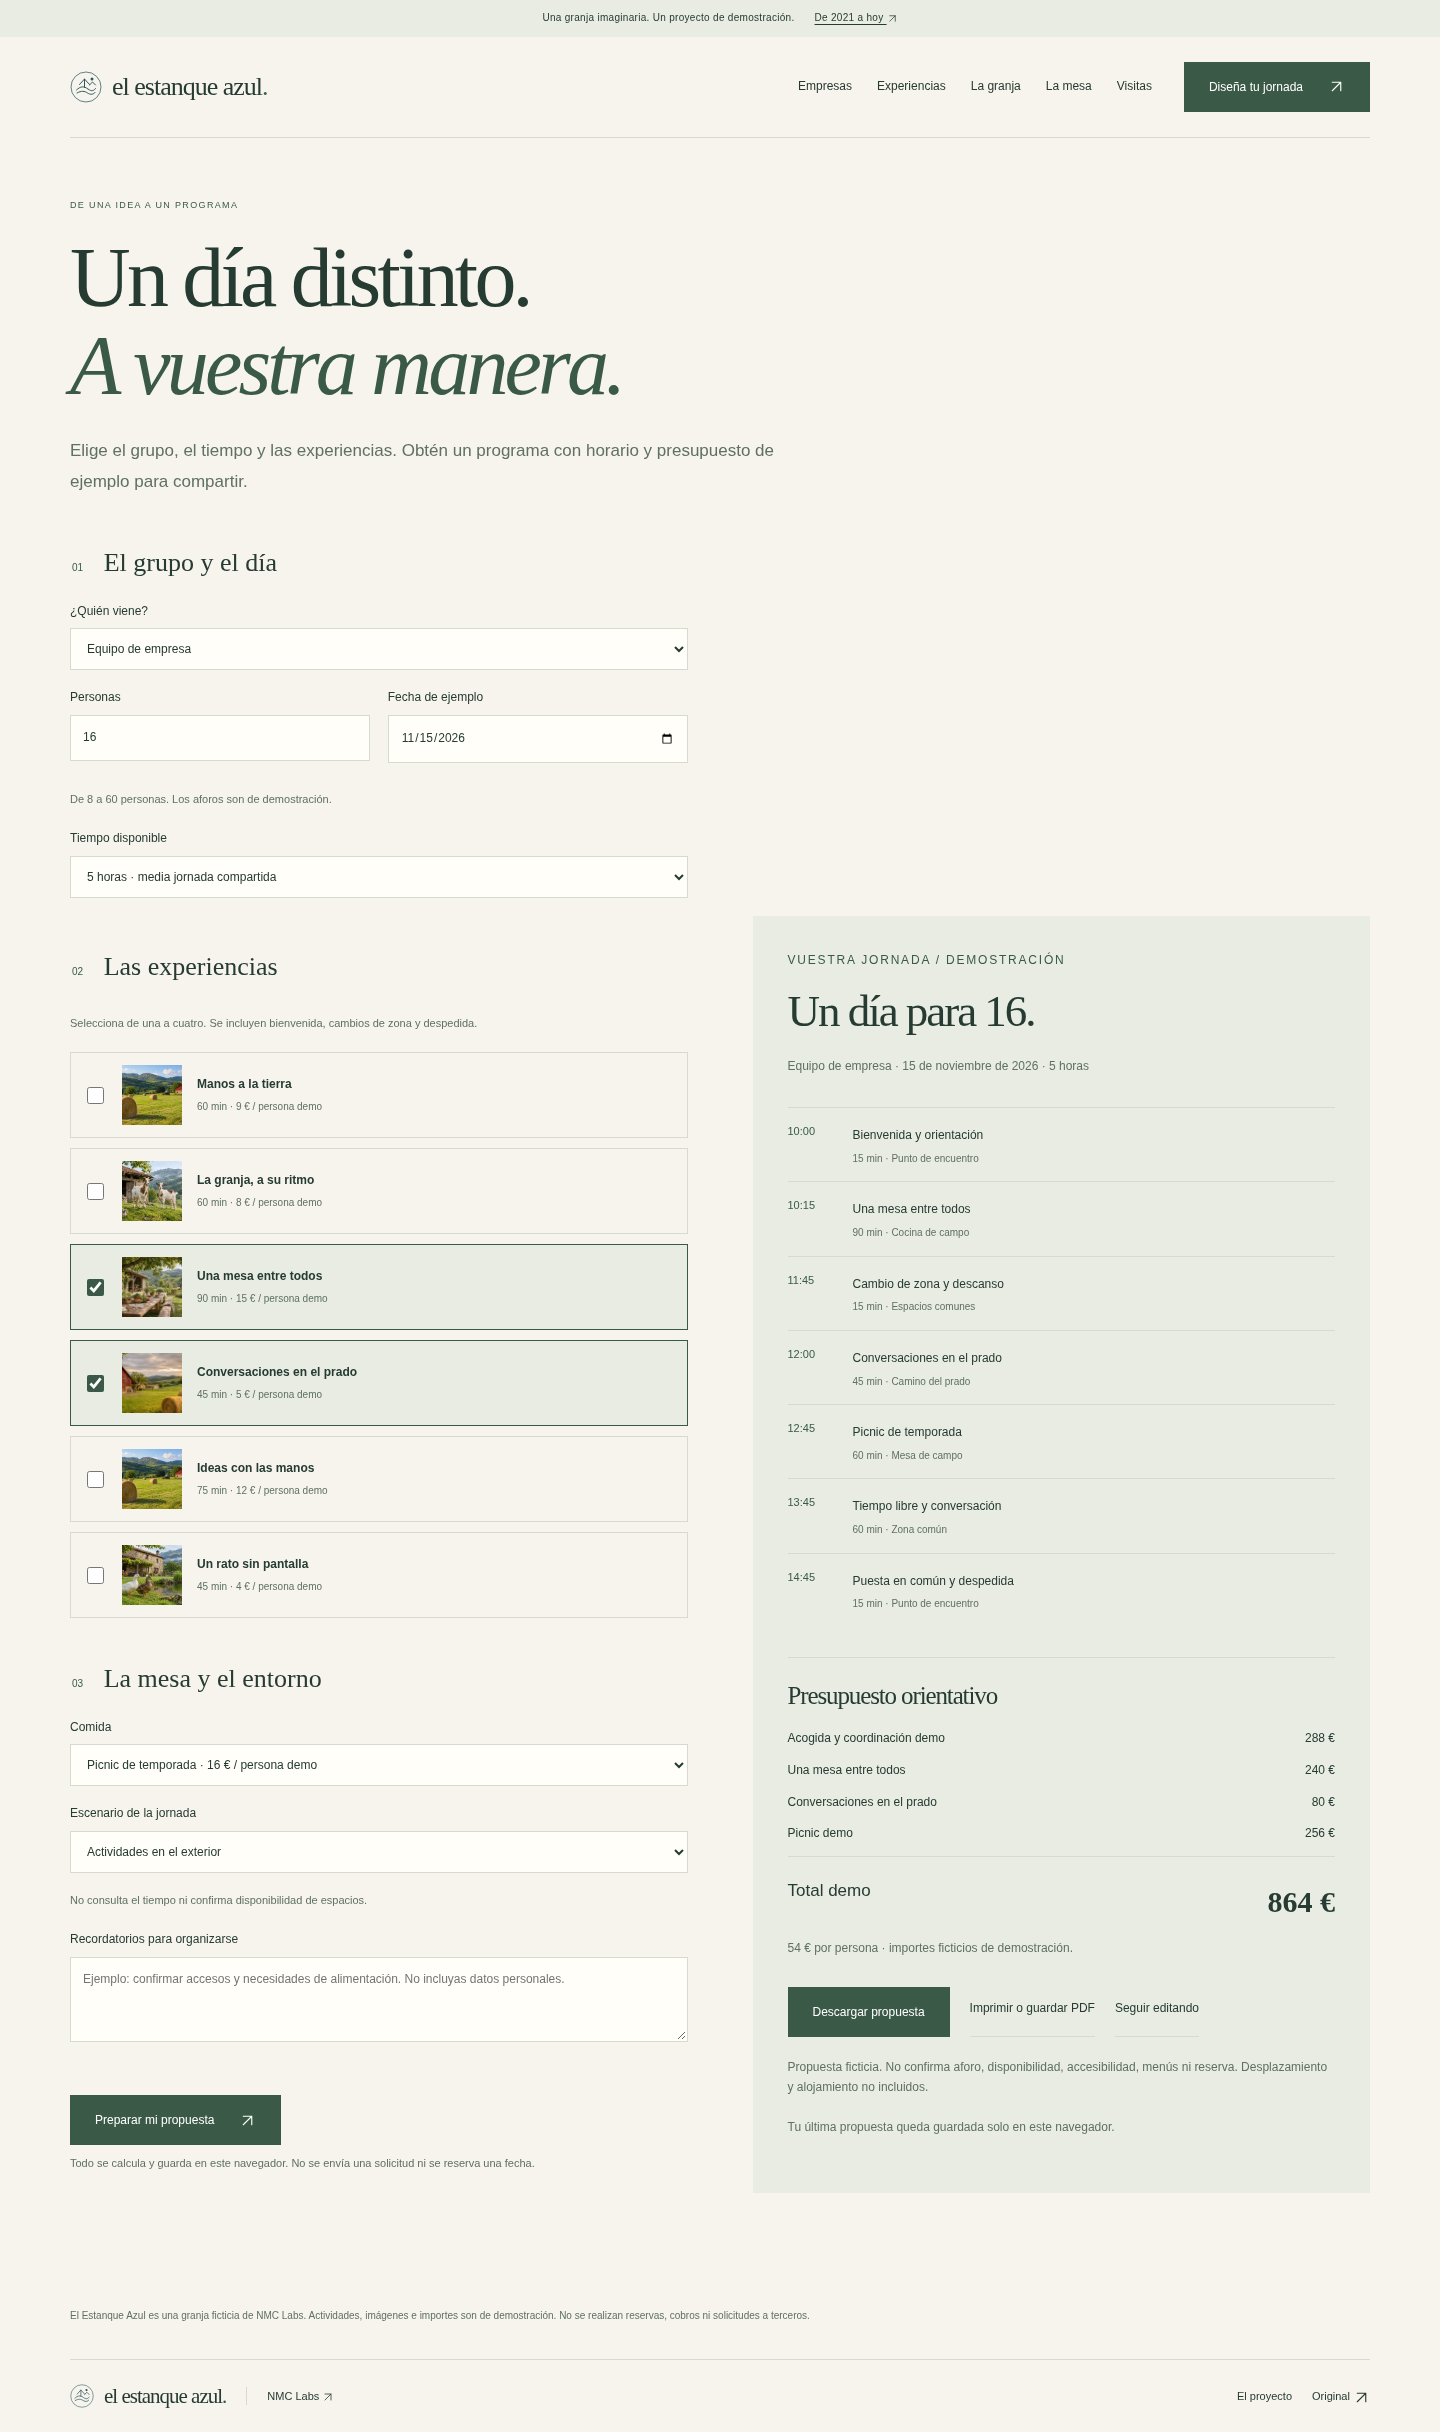 Una granja imaginaria. Un proyecto de demostración. De 2021 a hoy
el estanque azul.
Empresas Experiencias La granja La mesa Visitas Diseña tu jornada
DE UNA IDEA A UN PROGRAMA
Un día distinto.
A vuestra manera.
Elige el grupo, el tiempo y las experiencias. Obtén un programa con horario y presupuesto de
ejemplo para compartir.
01 El grupo y el día
¿Quién viene?
Equipo de empresa
Personas Fecha de ejemplo
16 11/15/2026
De 8 a 60 personas. Los aforos son de demostración.
Tiempo disponible
5 horas · media jornada compartida
02 Las experiencias
Selecciona de una a cuatro. Se incluyen bienvenida, cambios de zona y despedida.
Manos a la tierra
60 min · 9 € / persona demo
La granja, a su ritmo
60 min · 8 € / persona demo
Una mesa entre todos
90 min · 15 € / persona demo
Conversaciones en el prado
45 min · 5 € / persona demo
Ideas con las manos
75 min · 12 € / persona demo
Un rato sin pantalla
45 min · 4 € / persona demo
03 La mesa y el entorno
Comida
Picnic de temporada · 16 € / persona demo
Escenario de la jornada
Actividades en el exterior
No consulta el tiempo ni confirma disponibilidad de espacios.
Recordatorios para organizarse
Ejemplo: confirmar accesos y necesidades de alimentación. No incluyas datos personales.
Preparar mi propuesta
Todo se calcula y guarda en este navegador. No se envía una solicitud ni se reserva una fecha.
VUESTRA JORNADA / DEMOSTRACIÓN
Un día para 16.
Equipo de empresa · 15 de noviembre de 2026 · 5 horas
10:00 Bienvenida y orientación
15 min · Punto de encuentro
10:15 Una mesa entre todos
90 min · Cocina de campo
11:45 Cambio de zona y descanso
15 min · Espacios comunes
12:00 Conversaciones en el prado
45 min · Camino del prado
12:45 Picnic de temporada
60 min · Mesa de campo
13:45 Tiempo libre y conversación
60 min · Zona común
14:45 Puesta en común y despedida
15 min · Punto de encuentro
Presupuesto orientativo
Acogida y coordinación demo 288 €
Una mesa entre todos 240 €
Conversaciones en el prado 80 €
Picnic demo 256 €
Total demo 864 €
54 € por persona · importes ficticios de demostración.
Descargar propuesta Imprimir o guardar PDF Seguir editando
Propuesta ficticia. No confirma aforo, disponibilidad, accesibilidad, menús ni reserva. Desplazamiento
y alojamiento no incluidos.
Tu última propuesta queda guardada solo en este navegador.
El Estanque Azul es una granja ficticia de NMC Labs. Actividades, imágenes e importes son de demostración. No se realizan reservas, cobros ni solicitudes a terceros.
el estanque azul. NMC Labs El proyecto Original